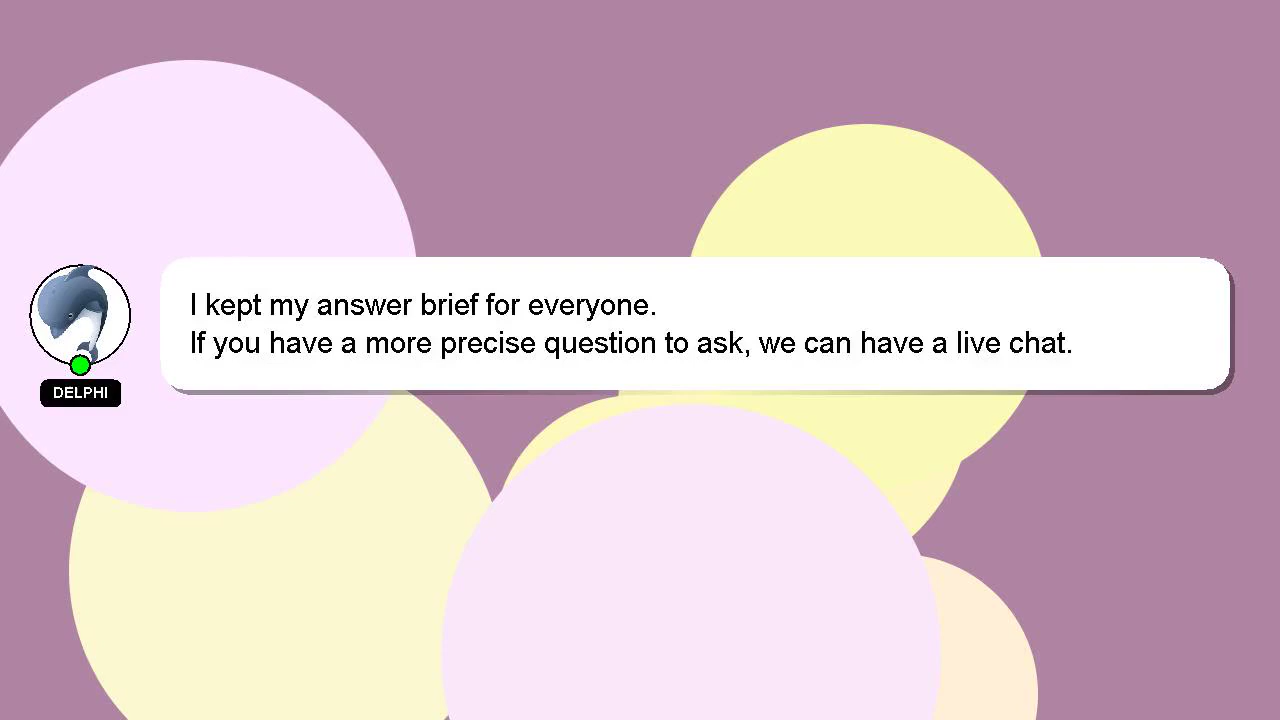 I kept my answer brief for everyone.
If you have a more precise question to ask, we can have a live chat.
DELPHI